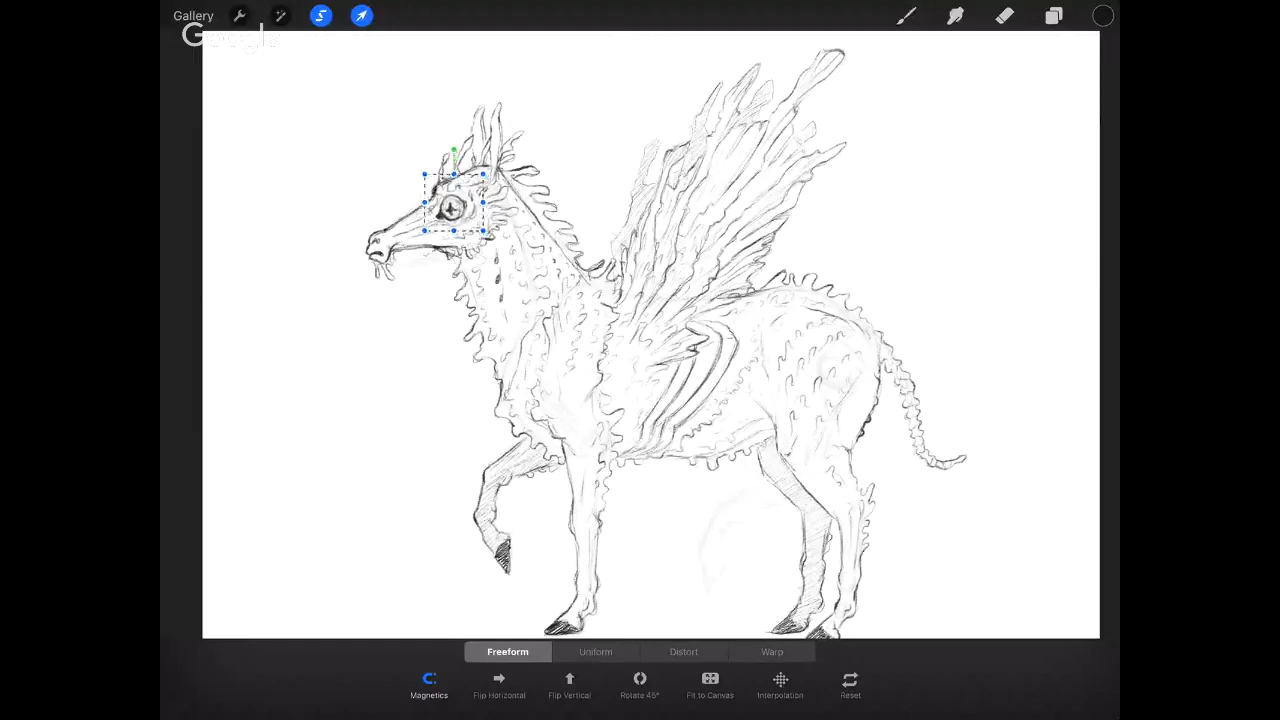 Gallery
Google
Freeform Uniform Distort Warp
Magnetics Flip Horizontal Flip Vertical Rotate 45° Fit to Canvas Interpolation Reset